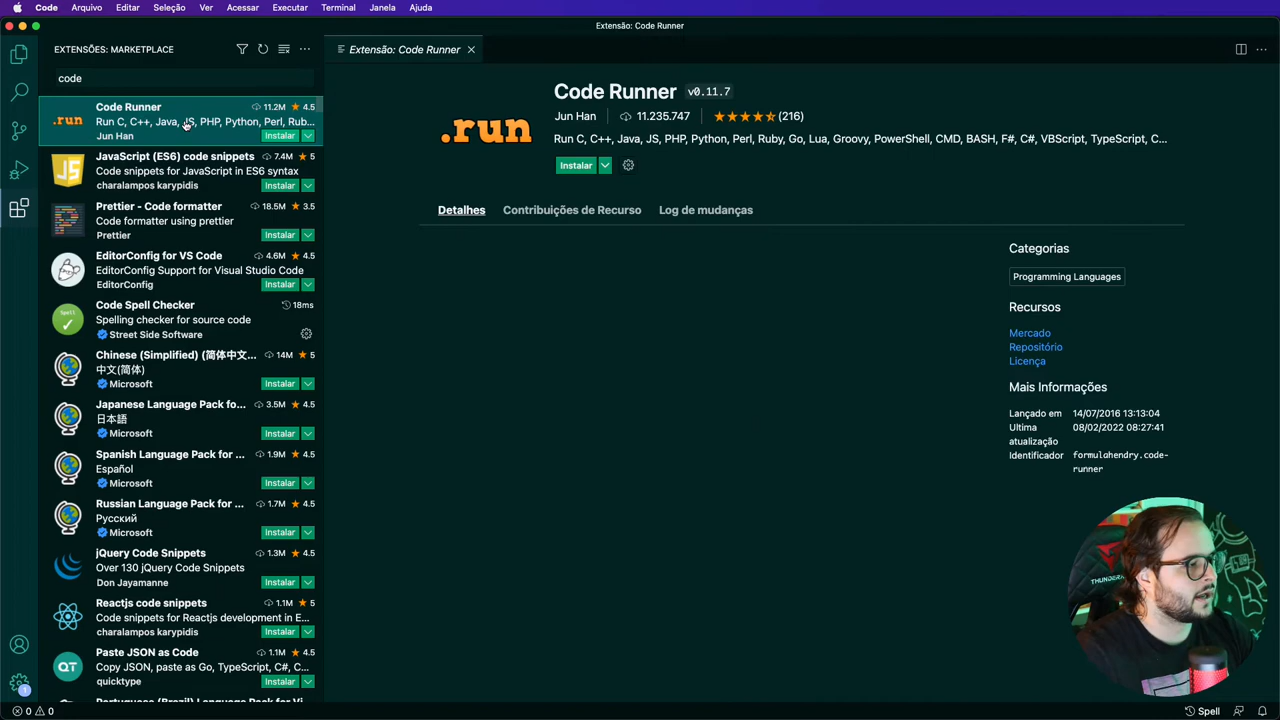 Code Arquivo Editar Seleção Ver Acessar Executar Terminal Janela Ajuda
Extensão: Code Runner
EXTENSÕES: MARKETPLACE
Extensão: Code Runner
code
Code Runner 11.2M 4.5
Run C, C++, Java, JS, PHP, Python, Perl, Rub...
Jun Han Instalar
JavaScript (ES6) code snippets 7.4M 5
Code snippets for JavaScript in ES6 syntax
charalampos karypidis Instalar
Prettier - Code formatter 18.5M 3.5
Code formatter using prettier
Prettier Instalar
EditorConfig for VS Code 4.6M 4.5
EditorConfig Support for Visual Studio Code
EditorConfig Instalar
Code Spell Checker 18ms
Spelling checker for source code
Street Side Software
Chinese (Simplified) (简体中文... 14M 5
中文(简体)
Microsoft Instalar
Japanese Language Pack fo... 3.5M 4.5
日本語
Microsoft Instalar
Spanish Language Pack for ... 1.9M 4.5
Español
Microsoft Instalar
Russian Language Pack for ... 1.7M 4.5
Русский
Microsoft Instalar
jQuery Code Snippets 1.3M 4.5
Over 130 jQuery Code Snippets
Don Jayamanne Instalar
Reactjs code snippets 1.1M 5
Code snippets for Reactjs development in E...
charalampos karypidis Instalar
Paste JSON as Code 1.1M 4.5
Copy JSON, paste as Go, TypeScript, C#, C...
quicktype Instalar
.run
JS
Spell
QT
.run
Code Runner v0.11.7
Jun Han 11.235.747 (216)
Run C, C++, Java, JS, PHP, Python, Perl, Ruby, Go, Lua, Groovy, PowerShell, CMD, BASH, F#, C#, VBScript, TypeScript, C...
Instalar
Detalhes Contribuições de Recurso Log de mudanças
Categorias
Programming Languages
Recursos
Mercado
Repositório
Licença
Mais Informações
Lançado em 14/07/2016 13:13:04
Ultima 08/02/2022 08:27:41
atualização
Identificador formulahendry.code-
runner
1
0 0
Spell